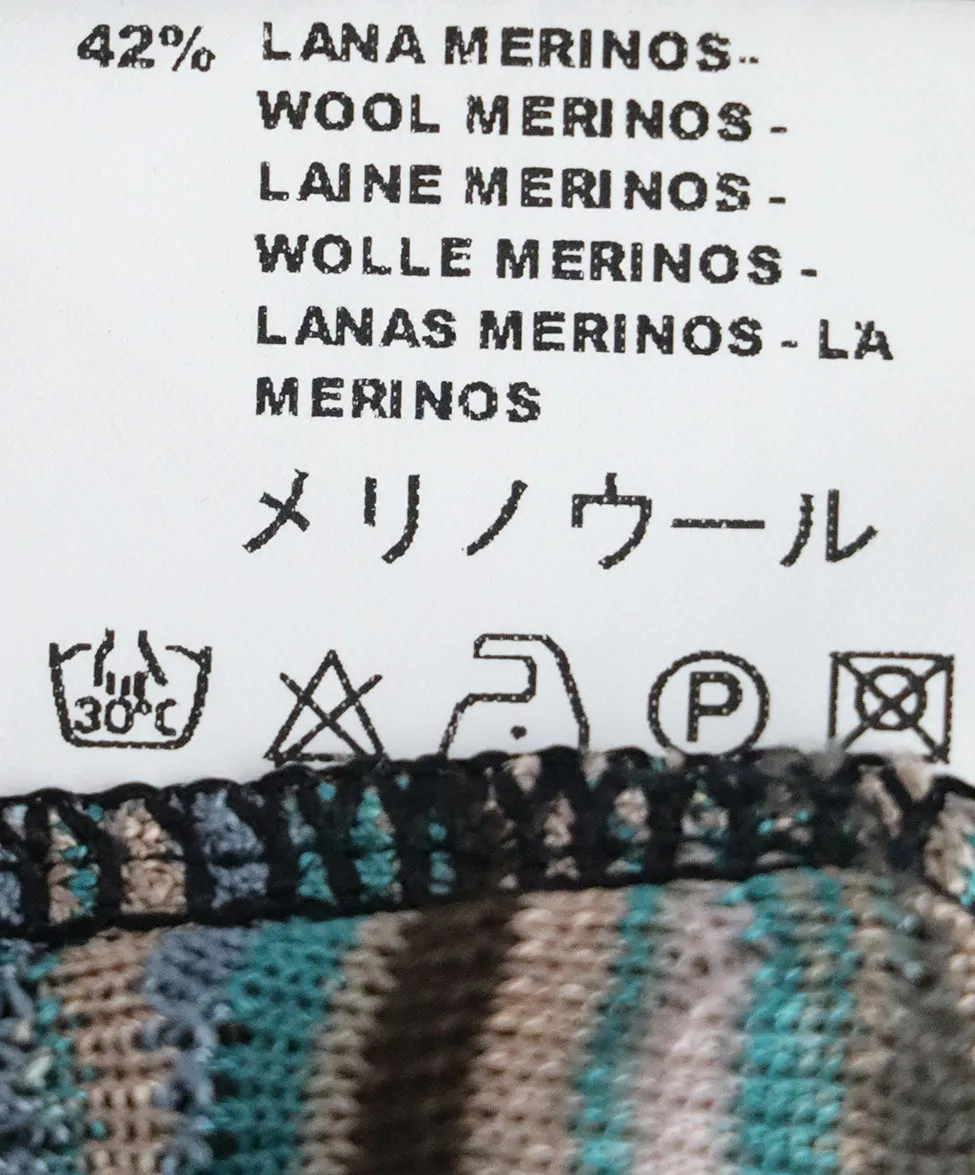 42% LANA MERINOS-
WOOL MERINOS -
LAINE MERINOS -
WOLLE MERINOS -
LANAS MERINOS - LA
MERINOS
メリノウール
30°C
P